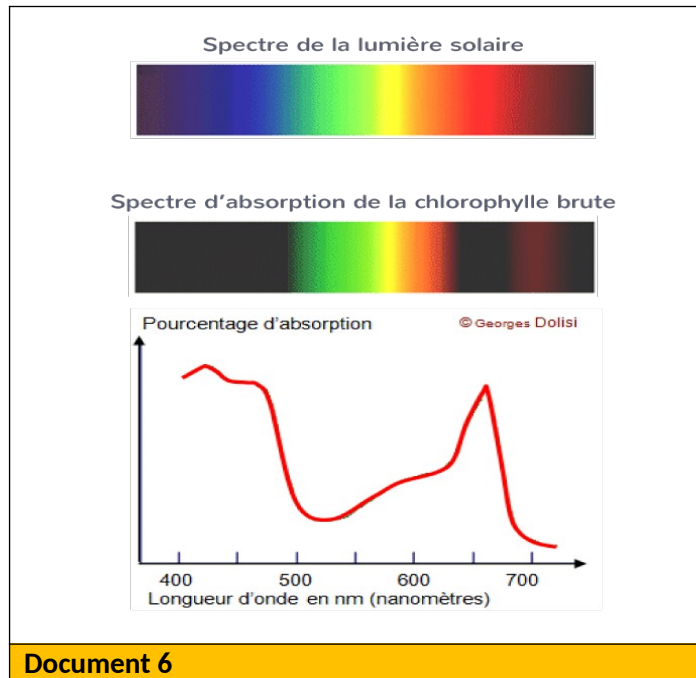 Spectre de la lumière solaire
Spectre d'absorption de la chlorophylle brute
Pourcentage d'absorption
© Georges Dolisi
400 500 600 700
Longueur d'onde en nm (nanomètres)
Document 6